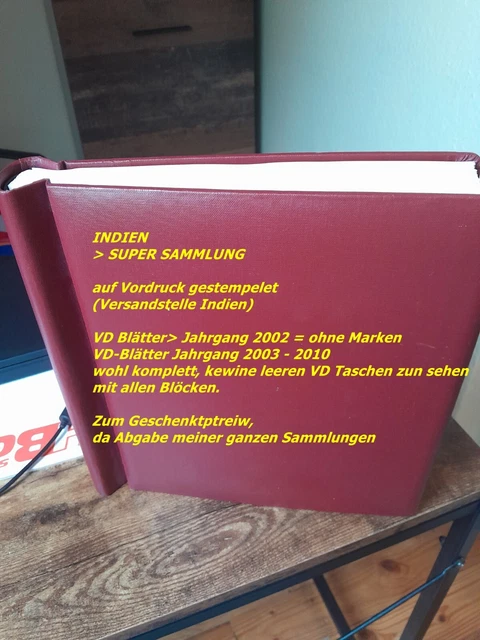 INDIEN
> SUPER SAMMLUNG
auf Vordruck gestempelet
(Versandstelle Indien)
VD Blätter> Jahrgang 2002 = ohne Marken
VD-Blätter Jahrgang 2003 - 2010
wohl komplett, kewine leeren VD Taschen zun sehen
mit allen Blöcken.
Zum Geschenktptreiw,
da Abgabe meiner ganzen Sammlungen